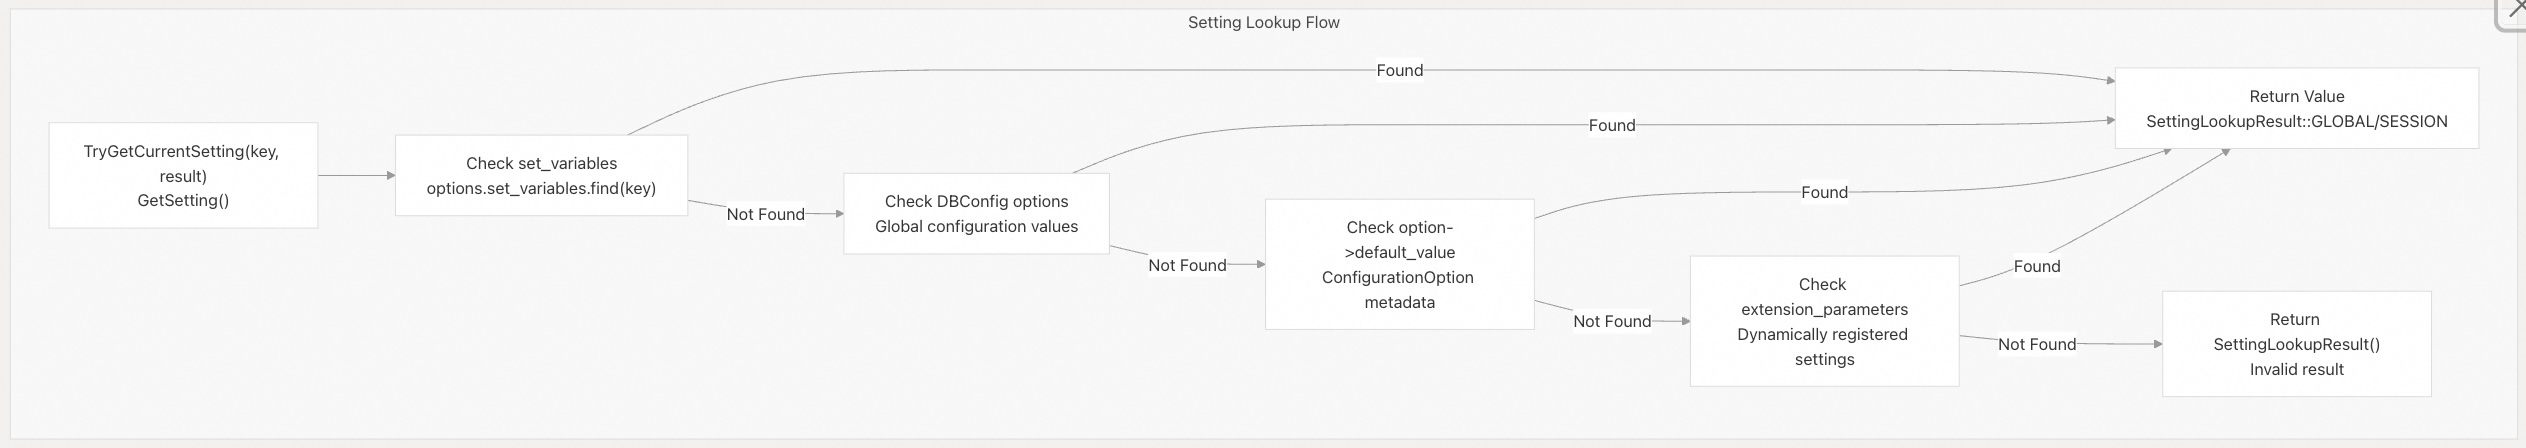 Setting Lookup Flow
TryGetCurrentSetting(key,
result)
GetSetting()
Check set_variables
options.set_variables.find(key)
Found
Not Found
Check DBConfig options
Global configuration values
Found
Not Found
Check option-
>default_value
ConfigurationOption
metadata
Found
Not Found
Check
extension_parameters
Dynamically registered
settings
Found
Not Found
Return Value
SettingLookupResult::GLOBAL/SESSION
Return
SettingLookupResult()
Invalid result